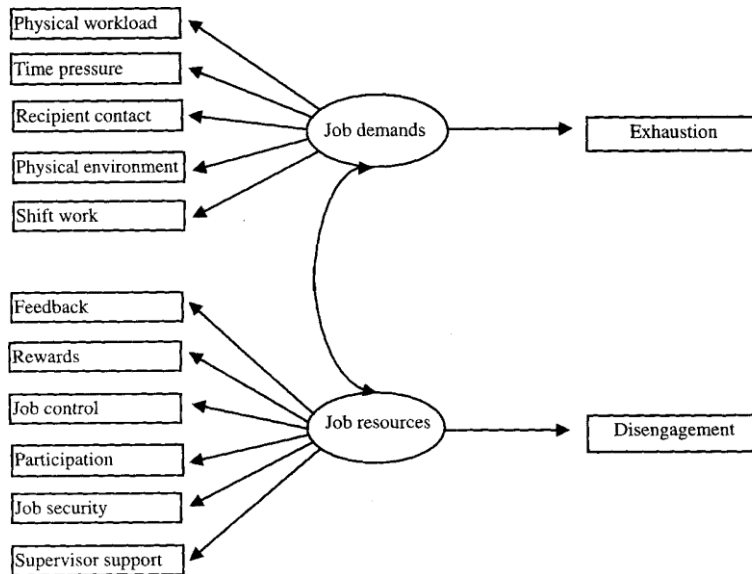 Physical workload
Time pressure
Recipient contact
Physical environment
Shift work
Job demands
Exhaustion
Feedback
Rewards
Job control
Participation
Job security
Supervisor support
Job resources
Disengagement